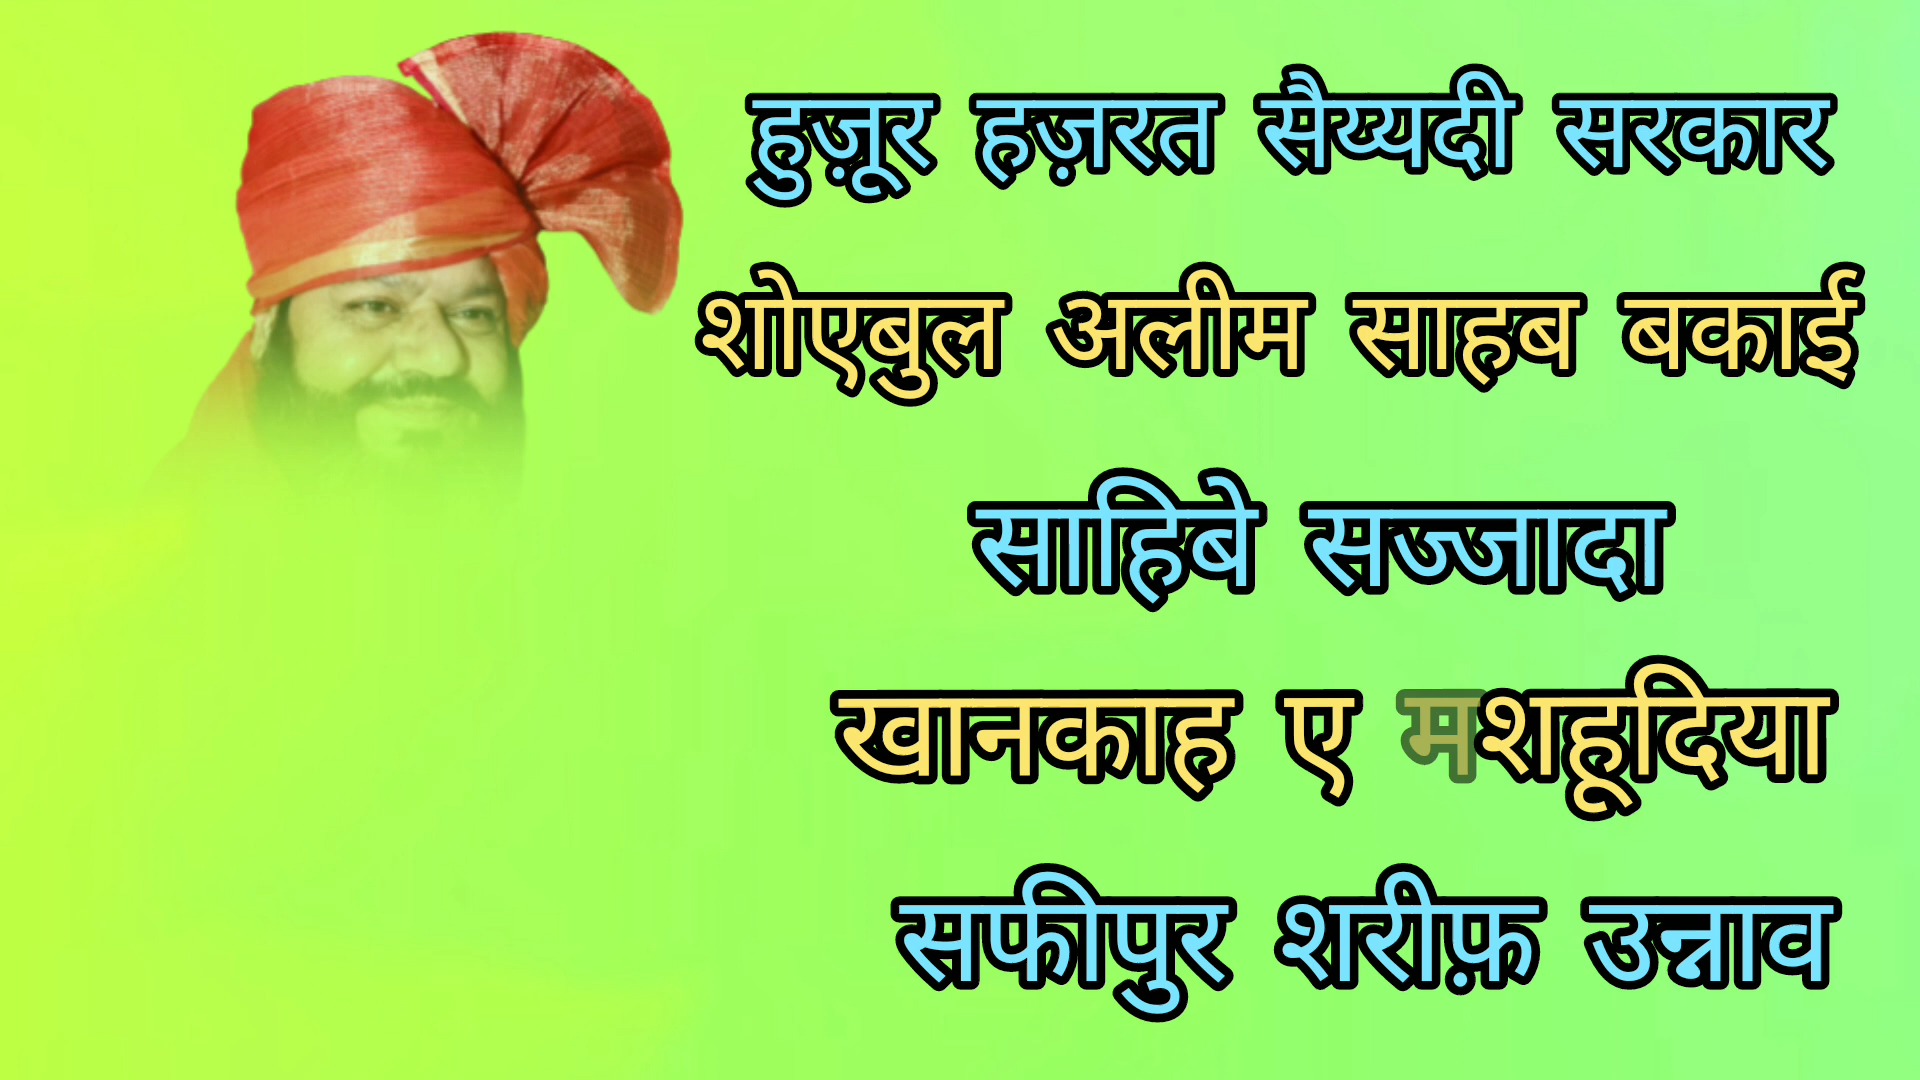 हुज़ूर हज़रत सैय्यदी सरकार
शोएबुल अलीम साहब बकाई
साहिबे सज्जादा
खानकाह ए मशहूदिया
सफीपुर शरीफ़ उन्नाव